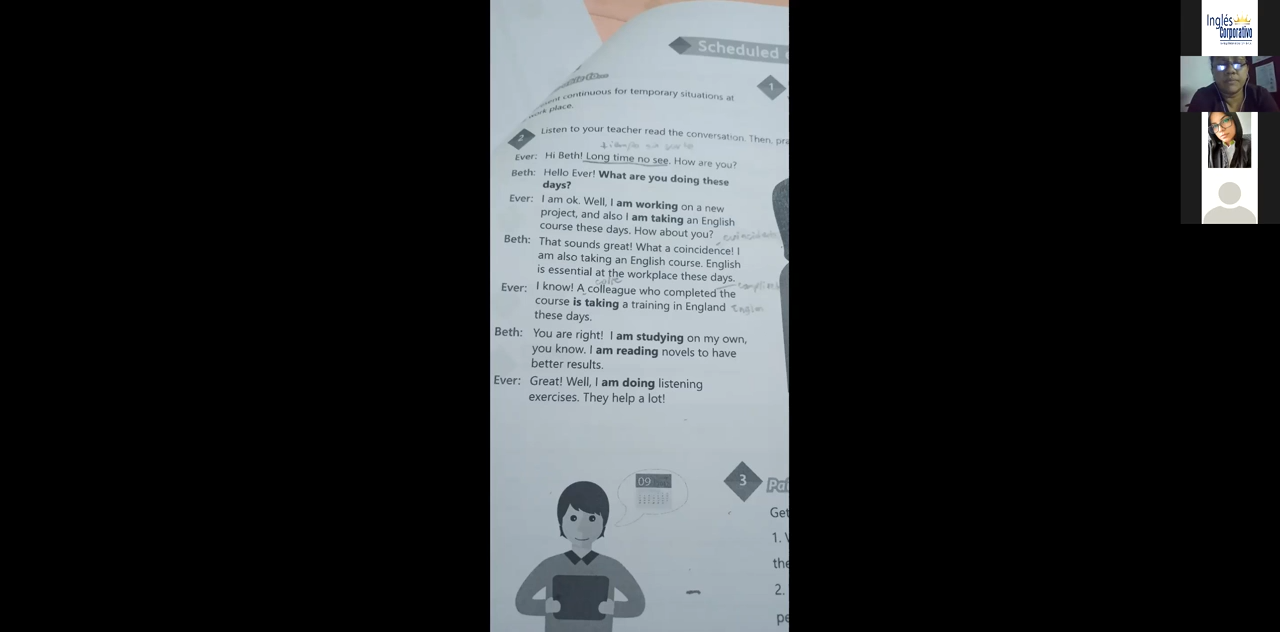 Scheduled
1
continuous for temporary situations at
work place.
2
Listen to your teacher read the conversation. Then,
Ever: Hi Beth! Long time no see. How are you?
Beth: Hello Ever! What are you doing these
days?
Ever: I am ok. Well, I am working on a new
project, and also I am taking an English
course these days. How about you?
Beth: That sounds great! What a coincidence! I
am also taking an English course. English
is essential at the workplace these days.
Ever: I know! A colleague who completed the
course is taking a training in England
these days.
Beth: You are right! I am studying on my own,
you know. I am reading novels to have
better results.
Ever: Great! Well, I am doing listening
exercises. They help a lot!
09
3
Get
1.
2.
Inglés
Corporativo